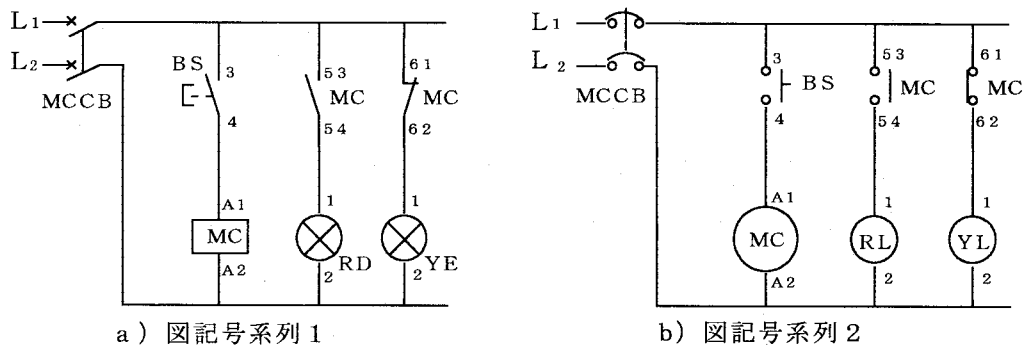 L1
L2
MCCB
BS
3
4
A1
MC
A2
53
MC
54
1
RD
2
61
MC
62
1
YE
2
a) 図記号系列1
L1
L2
MCCB
3
BS
4
A1
MC
A2
53
MC
54
1
RL
2
61
MC
62
1
YL
2
b) 図記号系列2